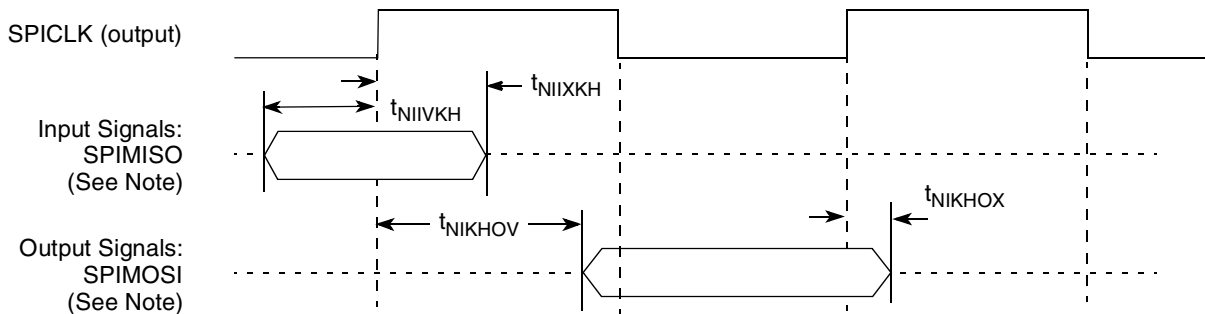 SPICLK (output)
tNIIXKH
tNIIVKH
Input Signals:
SPIMISO
(See Note)
tNIKHOX
tNIKHOV
Output Signals:
SPIMOSI
(See Note)